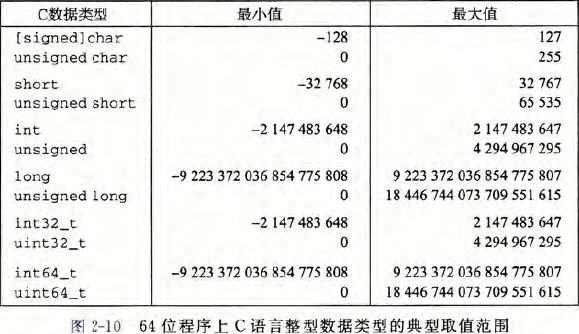 C数据类型 最小值 最大值
[signed]char -128 127
unsigned char 0 255
short -32 768 32 767
unsigned short 0 65 535
int -2 147 483 648 2 147 483 647
unsigned 0 4 294 967 295
long -9 223 372 036 854 775 808 9 223 372 036 854 775 807
unsigned long 0 18 446 744 073 709 551 615
int32_t -2 147 483 648 2 147 483 647
uint32_t 0 4 294 967 295
int64_t -9 223 372 036 854 775 808 9 223 372 036 854 775 807
uint64_t 0 18 446 744 073 709 551 615
图 2-10 64 位程序上 C 语言整型数据类型的典型取值范围